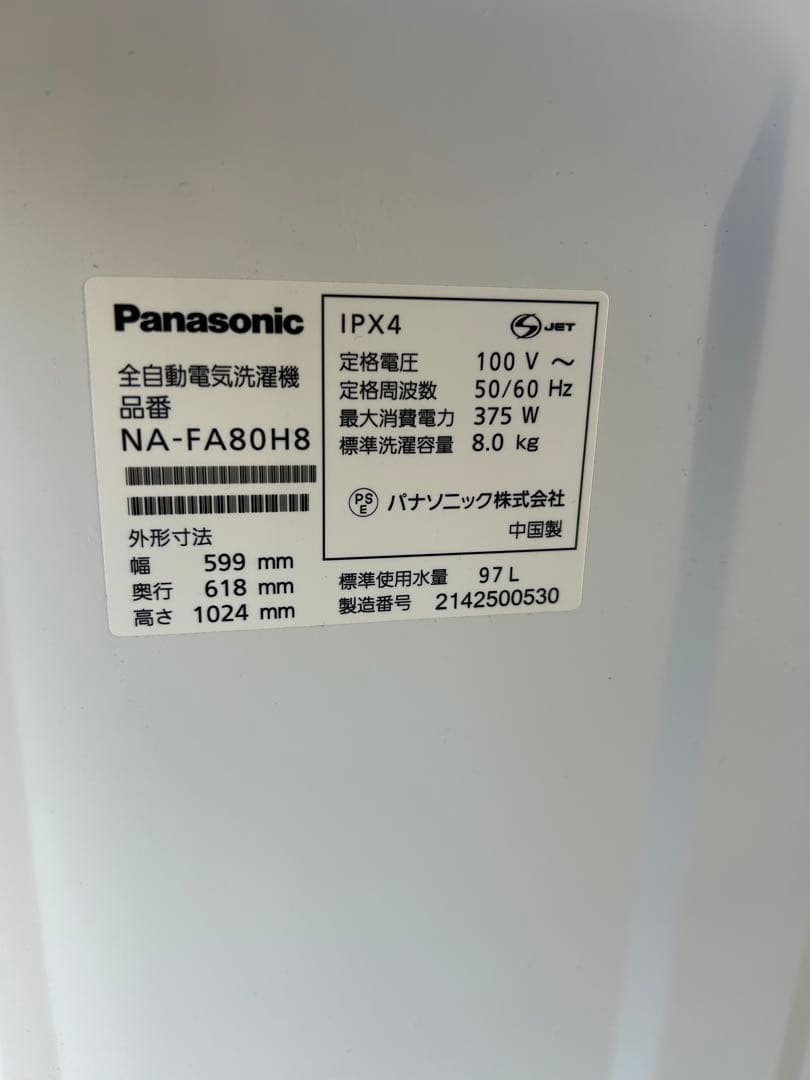 Panasonic
全自動電気洗濯機
品番
NA-FA80H8
外形寸法
幅 599 mm
奥行 618 mm
高さ 1024 mm
IPX4
S JET
定格電圧 100 V ～
定格周波数 50/60 Hz
最大消費電力 375 W
標準洗濯容量 8.0 kg
PSE パナソニック株式会社
中国製
標準使用水量 97 L
製造番号 2142500530